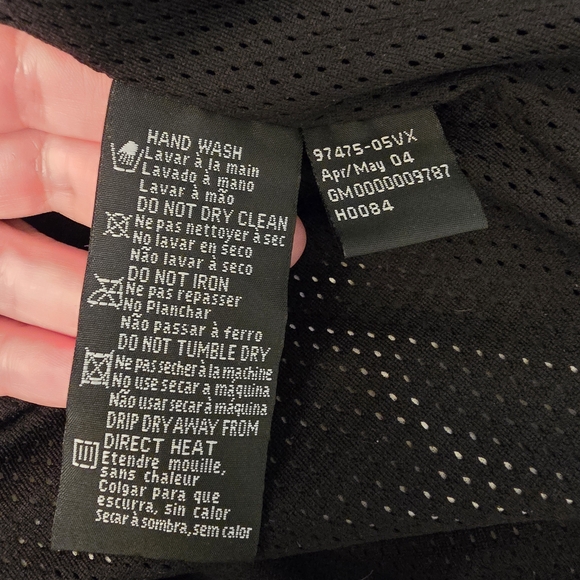 HAND WASH
Lavar à la main
Lavado à mano
Lavar à mão
DO NOT DRY CLEAN
Ne pas nettoyer à sec
No lavar en seco
Não lavar à seco
DO NOT IRON
Ne pas repasser
No Planchar
Não passar à ferro
DO NOT TUMBLE DRY
Ne pas sécher à la machine
No use secar a máquina
Não usar secar à máquina
DRIP DRY AWAY FROM
DIRECT HEAT
Etendre mouille,
sans chaleur
Colgar para que
escurra, sin calor
Secar à sombra, sem calor
97475-05VX
Apr/May 04
GM0000009787
H0084